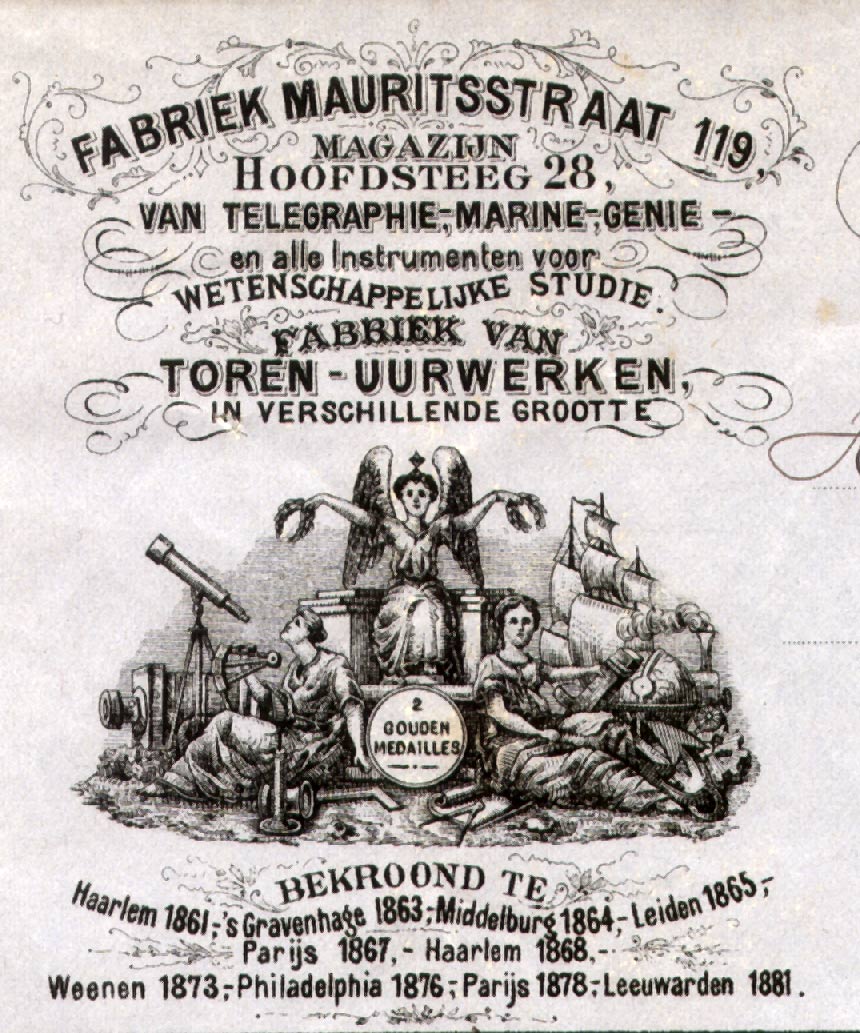 FABRIEK MAURITSSTRAAT 119,
MAGAZIJN
HOOFDSTEEG 28,
VAN TELEGRAPHIE-, MARINE-, GENIE-
en alle Instrumenten voor
WETENSCHAPPELIJKE STUDIE.
FABRIEK VAN
TOREN-UURWERKEN,
IN VERSCHILLENDE GROOTTE
2
GOUDEN
MEDAILLES
BEKROOND TE
Haarlem 1861,-'s Gravenhage 1863,-Middelburg 1864,-Leiden 1865,-
Parijs 1867,- Haarlem 1868,-
Weenen 1873,-Philadelphia 1876,-Parijs 1878,-Leeuwarden 1881.